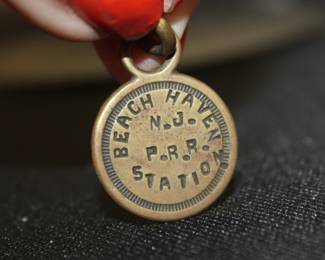 BEACH HAVEN
N.J.
P.R.R.
STATION